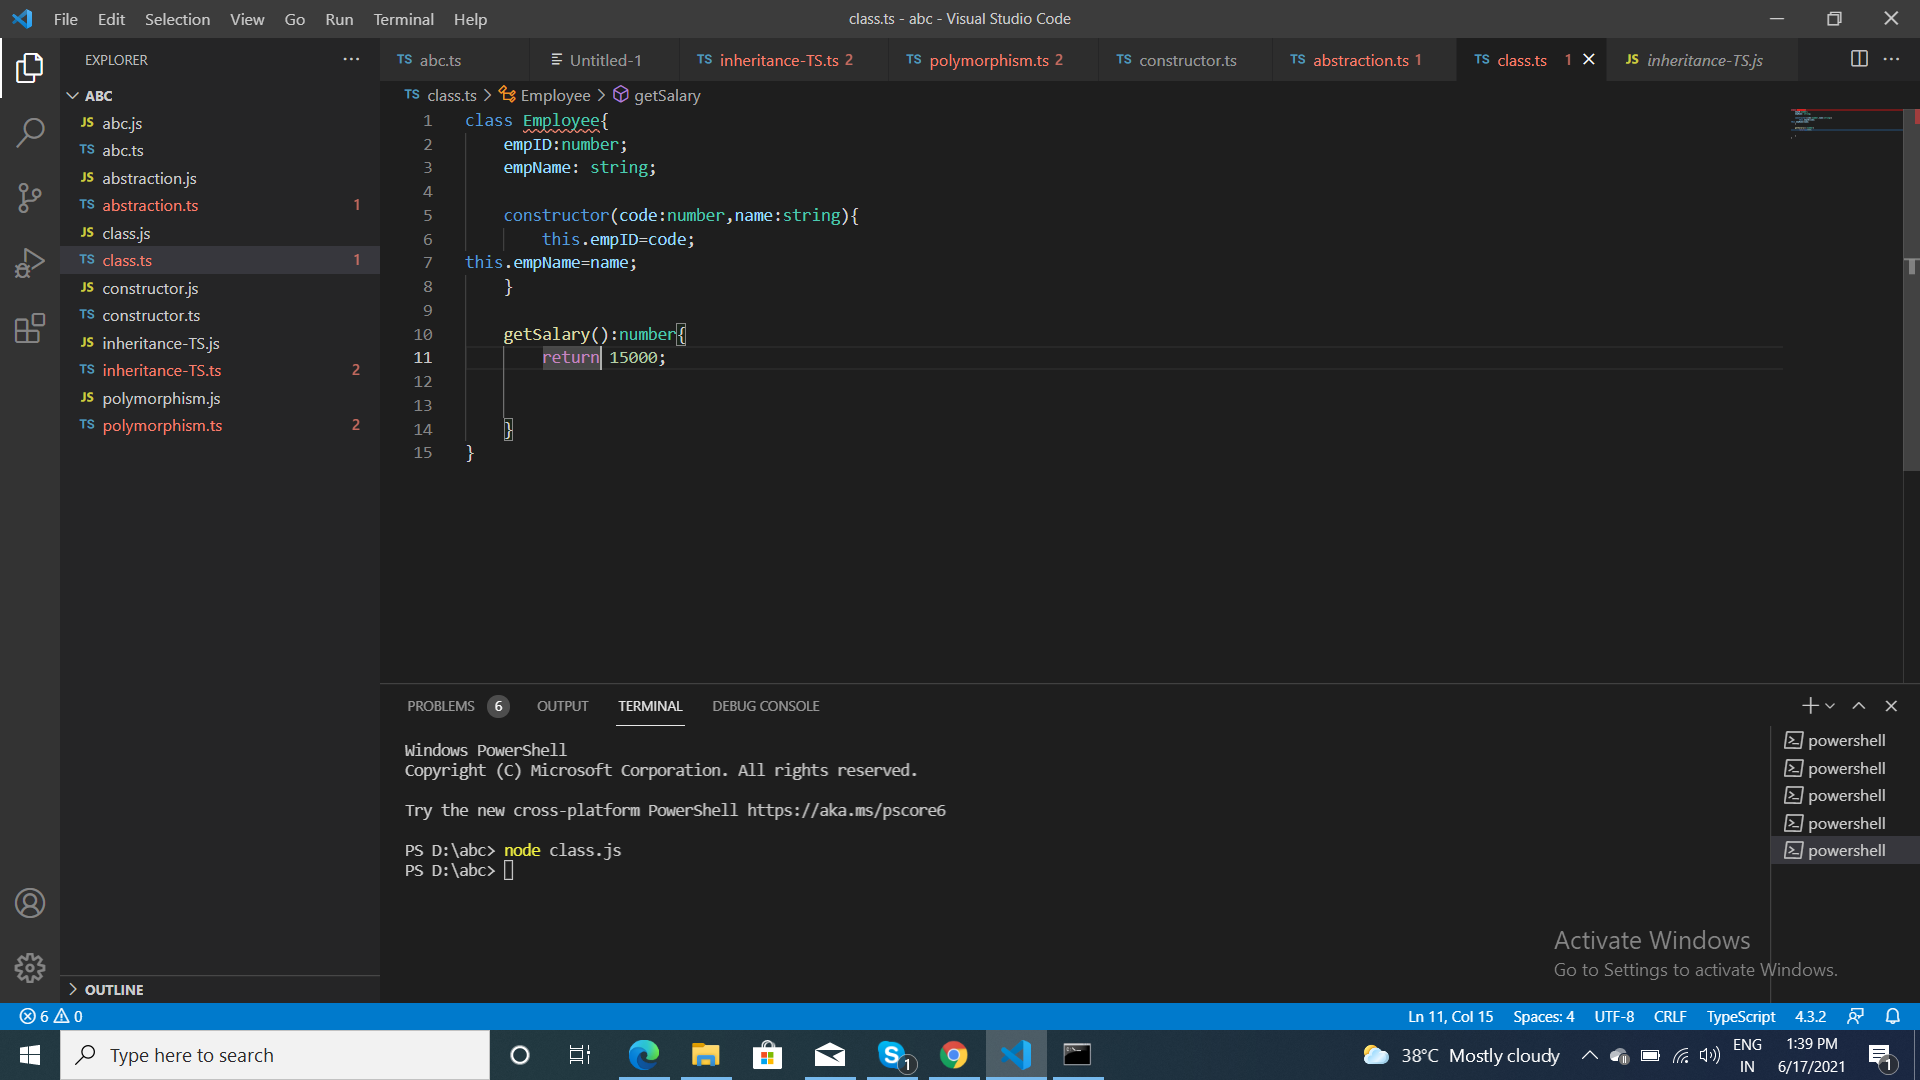 File Edit Selection View Go Run Terminal Help
class.ts - abc - Visual Studio Code
EXPLORER
TS abc.ts
Untitled-1
TS inheritance-TS.ts 2
TS polymorphism.ts 2
TS constructor.ts
TS abstraction.ts 1
TS class.ts 1
JS inheritance-TS.js
ABC
JS abc.js
TS abc.ts
JS abstraction.js
TS abstraction.ts 1
JS class.js
TS class.ts 1
JS constructor.js
TS constructor.ts
JS inheritance-TS.js
TS inheritance-TS.ts 2
JS polymorphism.js
TS polymorphism.ts 2
OUTLINE
TS class.ts > Employee > getSalary
1 class Employee{
2 empID:number;
3 empName: string;
4
5 constructor(code:number,name:string){
6 this.empID=code;
7 this.empName=name;
8 }
9
10 getSalary():number{
11 return 15000;
12
13
14 }
15 }
PROBLEMS 6 OUTPUT TERMINAL DEBUG CONSOLE
Windows PowerShell
Copyright (C) Microsoft Corporation. All rights reserved.
Try the new cross-platform PowerShell https://aka.ms/pscore6
PS D:\abc> node class.js
PS D:\abc>
powershell
powershell
powershell
powershell
powershell
Activate Windows
Go to Settings to activate Windows.
6 0
Ln 11, Col 15 Spaces: 4 UTF-8 CRLF TypeScript 4.3.2
Type here to search
1
38°C Mostly cloudy
ENG
IN
1:39 PM
6/17/2021
1